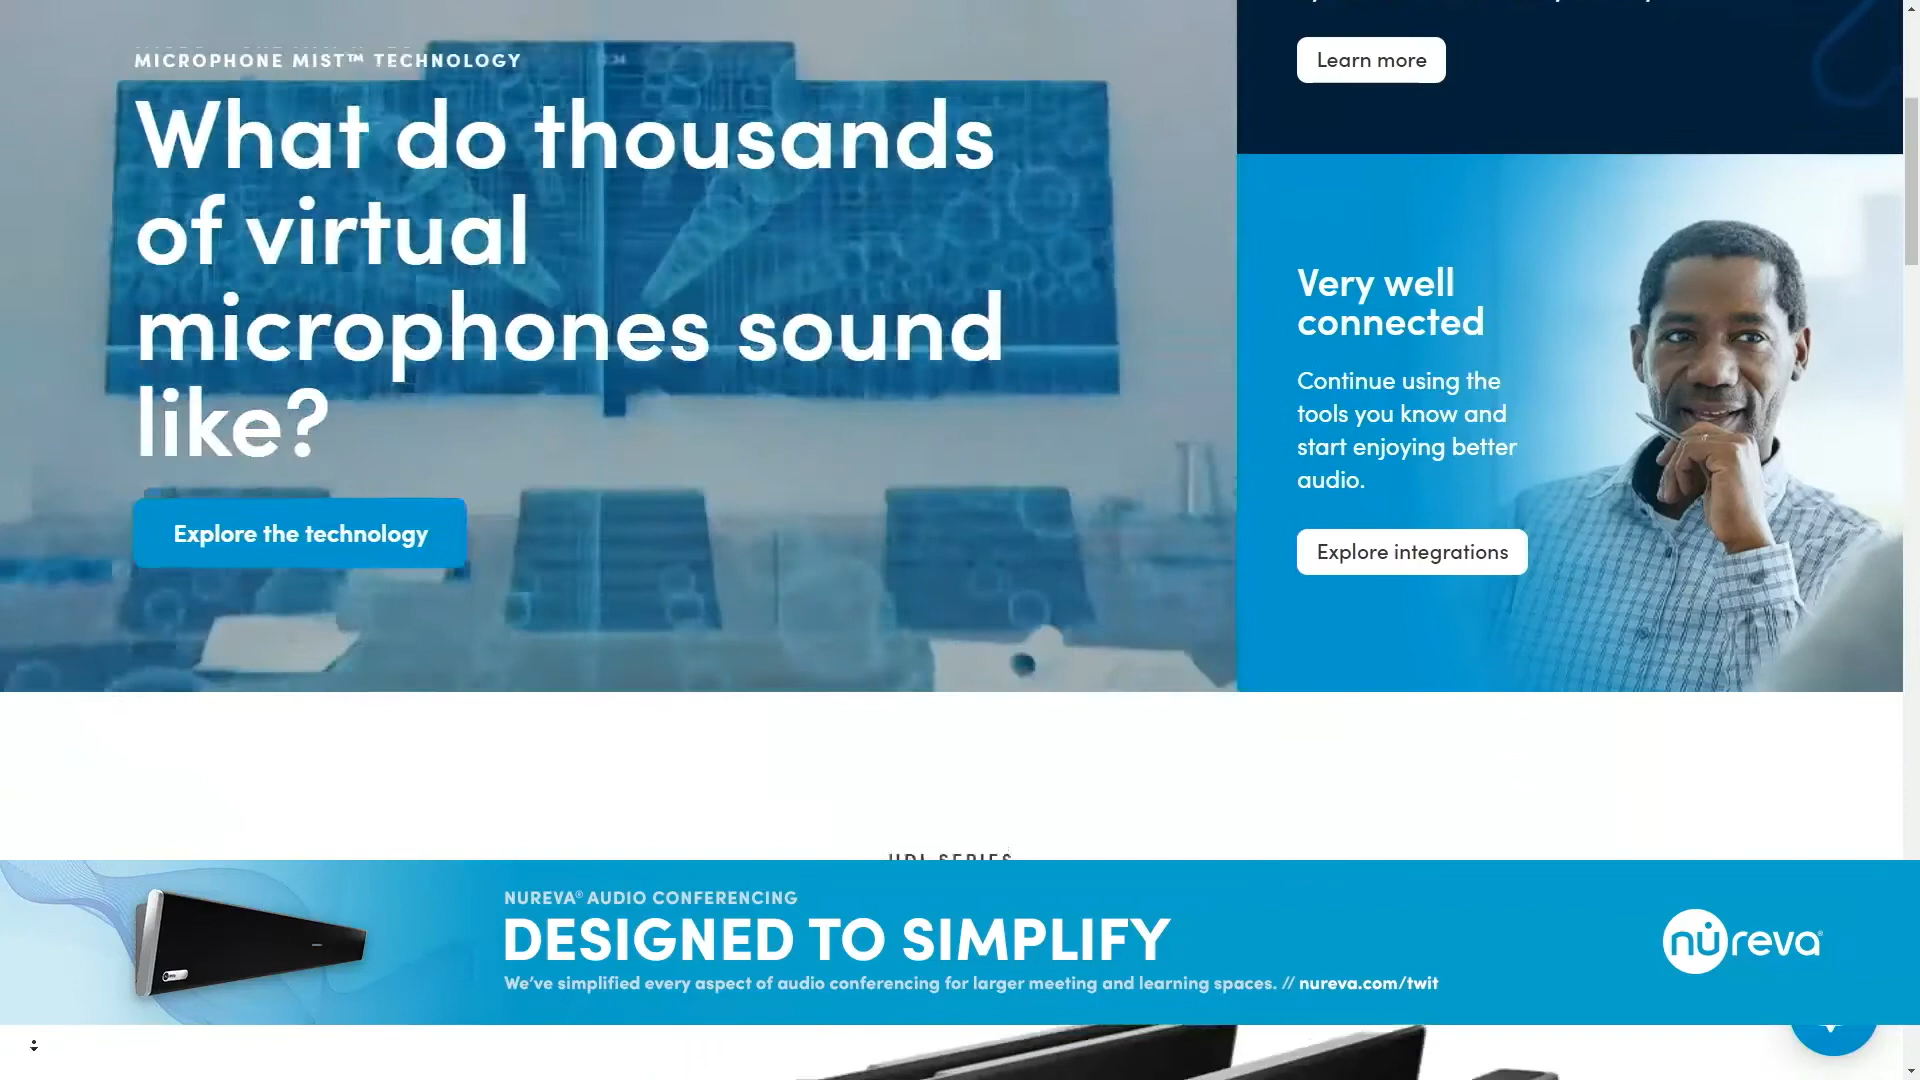 MICROPHONE MIST™ TECHNOLOGY
What do thousands
of virtual
microphones sound
like?
Explore the technology
Learn more
Very well
connected
Continue using the
tools you know and
start enjoying better
audio.
Explore integrations
HDL SERIES
NUREVA® AUDIO CONFERENCING
DESIGNED TO SIMPLIFY
We've simplified every aspect of audio conferencing for larger meeting and learning spaces. // nureva.com/twit
nureva®